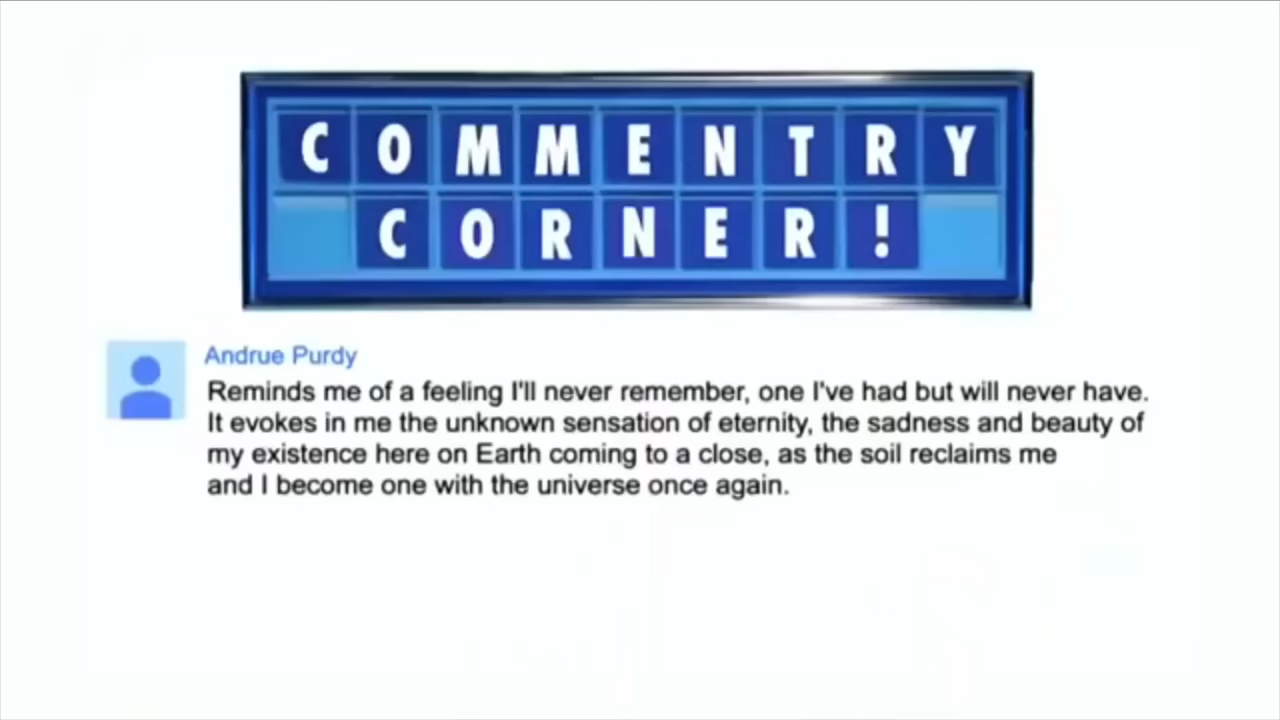 COMMENTRY
CORNER!
Andrue Purdy
Reminds me of a feeling I'll never remember, one I've had but will never have.
It evokes in me the unknown sensation of eternity, the sadness and beauty of
my existence here on Earth coming to a close, as the soil reclaims me
and I become one with the universe once again.